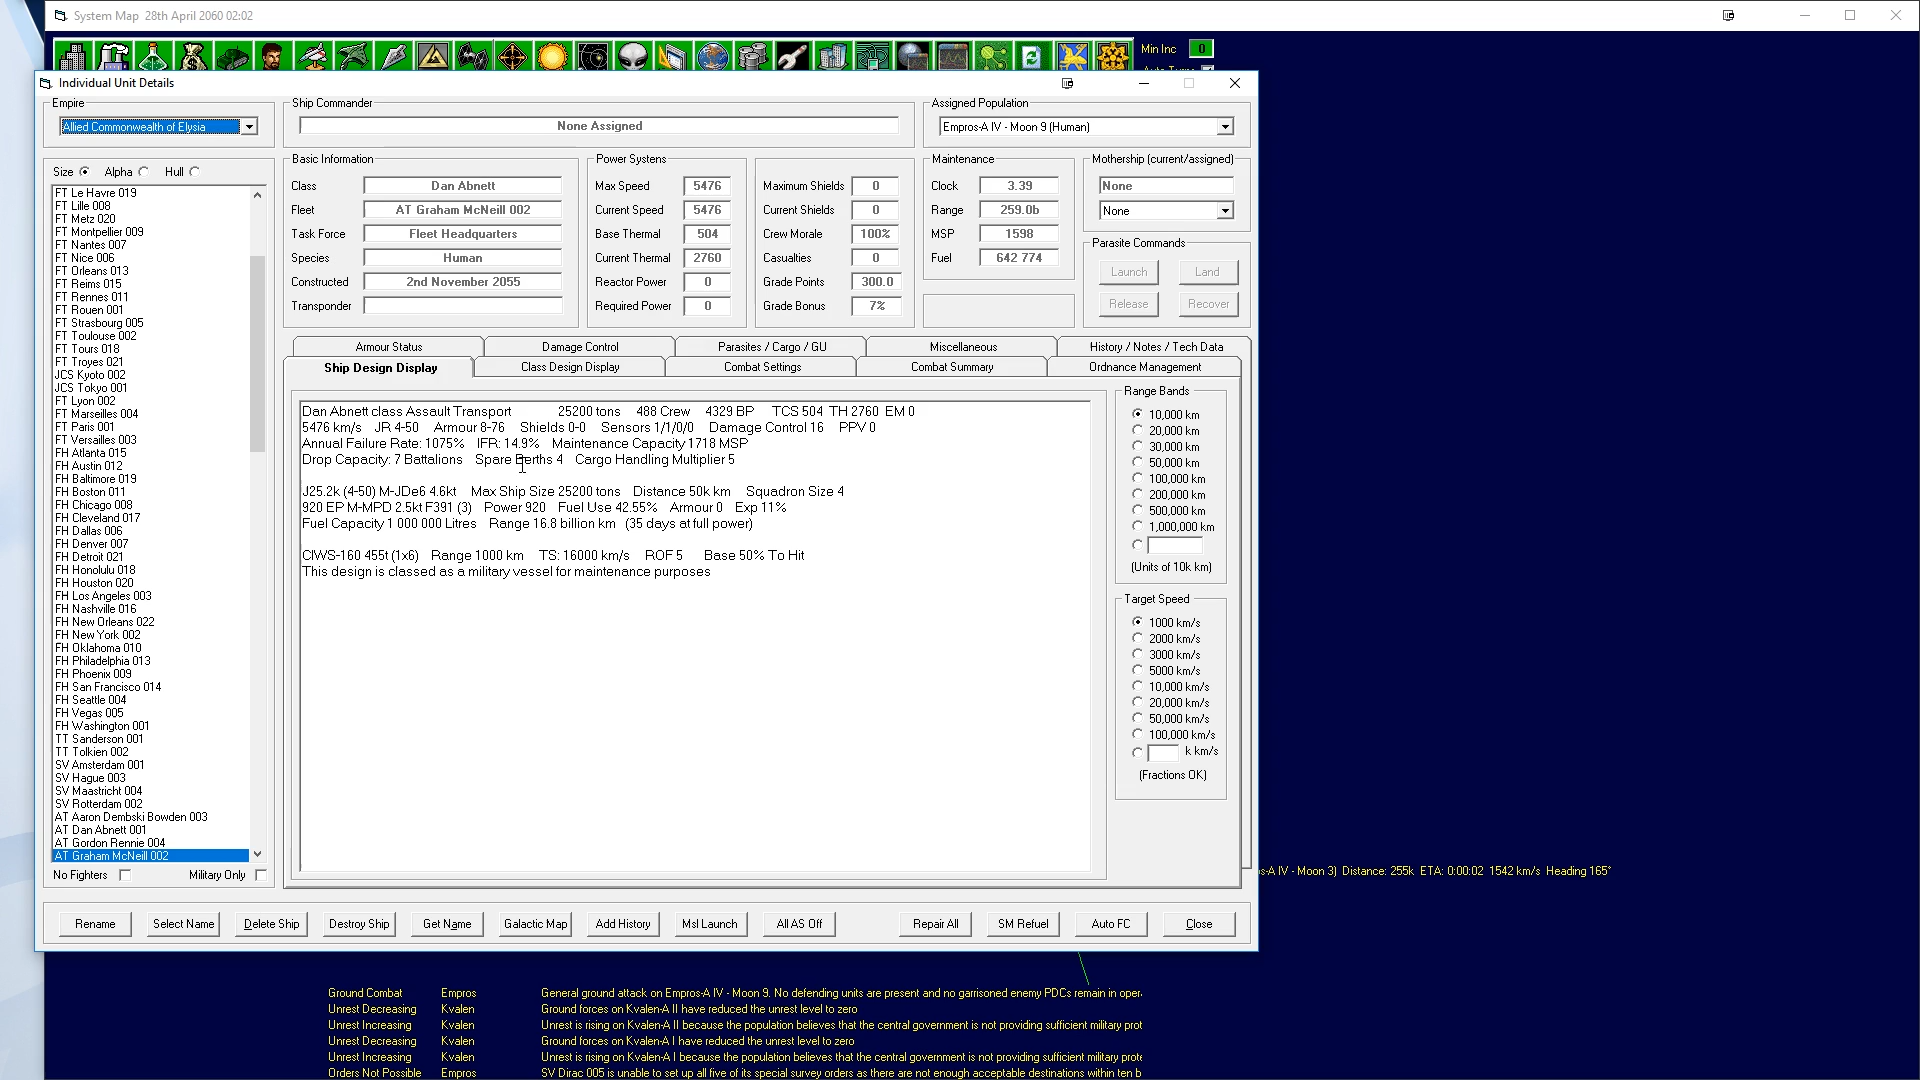 System Map  28th April 2060 02:02
Min Inc
0
Individual Unit Details
Empire
Allied Commonwealth of Elysia
Ship Commander
None Assigned
Assigned Population
Empros-A IV - Moon 9 (Human)
Size
Alpha
Hull
FT Le Havre 019
FT Lille 008
FT Metz 020
FT Montpellier 009
FT Nantes 007
FT Nice 006
FT Orleans 013
FT Reims 015
FT Rennes 011
FT Rouen 001
FT Strasbourg 005
FT Toulouse 002
FT Tours 018
FT Troyes 021
JCS Kyoto 002
JCS Tokyo 001
FT Lyon 002
FT Marseilles 004
FT Paris 001
FT Versailles 003
FH Atlanta 015
FH Austin 012
FH Baltimore 019
FH Boston 011
FH Chicago 008
FH Cleveland 017
FH Dallas 006
FH Denver 007
FH Detroit 021
FH Honolulu 018
FH Houston 020
FH Los Angeles 003
FH Nashville 016
FH New Orleans 022
FH New York 002
FH Oklahoma 010
FH Philadelphia 013
FH Phoenix 009
FH San Francisco 014
FH Seattle 004
FH Vegas 005
FH Washington 001
TT Sanderson 001
TT Tolkien 002
SV Amsterdam 001
SV Hague 003
SV Maastricht 004
SV Rotterdam 002
AT Aaron Dembski Bowden 003
AT Dan Abnett 001
AT Gordon Rennie 004
AT Graham McNeill 002
No Fighters
Military Only
Basic Information
Class Dan Abnett
Fleet AT Graham McNeill 002
Task Force Fleet Headquarters
Species Human
Constructed 2nd November 2055
Transponder
Power Systens
Max Speed 5476
Current Speed 5476
Base Thermal 504
Current Thermal 2760
Reactor Power 0
Required Power 0
Maximum Shields 0
Current Shields 0
Crew Morale 100%
Casualties 0
Grade Points 300.0
Grade Bonus 7%
Maintenance
Clock 3.39
Range 259.0b
MSP 1598
Fuel 642 774
Mothership (current/assigned)
None
None
Parasite Commands
Launch
Land
Release
Recover
Armour Status
Damage Control
Parasites / Cargo / GU
Miscellaneous
History / Notes / Tech Data
Ship Design Display
Class Design Display
Combat Settings
Combat Summary
Ordnance Management
Dan Abnett class Assault Transport    25200 tons    488 Crew    4329 BP    TCS 504  TH 2760  EM 0
5476 km/s    JR 4-50    Armour 8-76    Shields 0-0    Sensors 1/1/0/0    Damage Control 16    PPV 0
Annual Failure Rate: 1075%    IFR: 14.9%    Maintenance Capacity 1718 MSP
Drop Capacity: 7 Battalions    Spare Berths 4    Cargo Handling Multiplier 5
J25.2k (4-50) M-JDe6 4.6kt    Max Ship Size 25200 tons    Distance 50k km    Squadron Size 4
920 EP M-MPD 2.5kt F391 (3)    Power 920    Fuel Use 42.55%    Armour 0    Exp 11%
Fuel Capacity 1 000 000 Litres    Range 16.8 billion km   (35 days at full power)
CIWS-160 455t (1x6)    Range 1000 km    TS: 16000 km/s    ROF 5    Base 50% To Hit
This design is classed as a military vessel for maintenance purposes
Range Bands
10,000 km
20,000 km
30,000 km
50,000 km
100,000 km
200,000 km
500,000 km
1,000,000 km
(Units of 10k km)
Target Speed
1000 km/s
2000 km/s
3000 km/s
5000 km/s
10,000 km/s
20,000 km/s
50,000 km/s
100,000 km/s
k km/s
(Fractions OK)
Rename
Select Name
Delete Ship
Destroy Ship
Get Name
Galactic Map
Add History
Msl Launch
All AS Off
Repair All
SM Refuel
Auto FC
Close
s-A IV - Moon 3)  Distance: 255k  ETA: 0:00:02  1542 km/s  Heading 165°
Ground Combat Empros General ground attack on Empros-A IV - Moon 9. No defending units are present and no garrisoned enemy PDCs remain in oper
Unrest Decreasing Kvalen Ground forces on Kvalen-A II have reduced the unrest level to zero
Unrest Increasing Kvalen Unrest is rising on Kvalen-A II because the population believes that the central government is not providing sufficient military prot
Unrest Decreasing Kvalen Ground forces on Kvalen-A I have reduced the unrest level to zero
Unrest Increasing Kvalen Unrest is rising on Kvalen-A I because the population believes that the central government is not providing sufficient military prote
Orders Not Possible Empros SV Dirac 005 is unable to set up all five of its special survey orders as there are not enough acceptable destinations within ten b